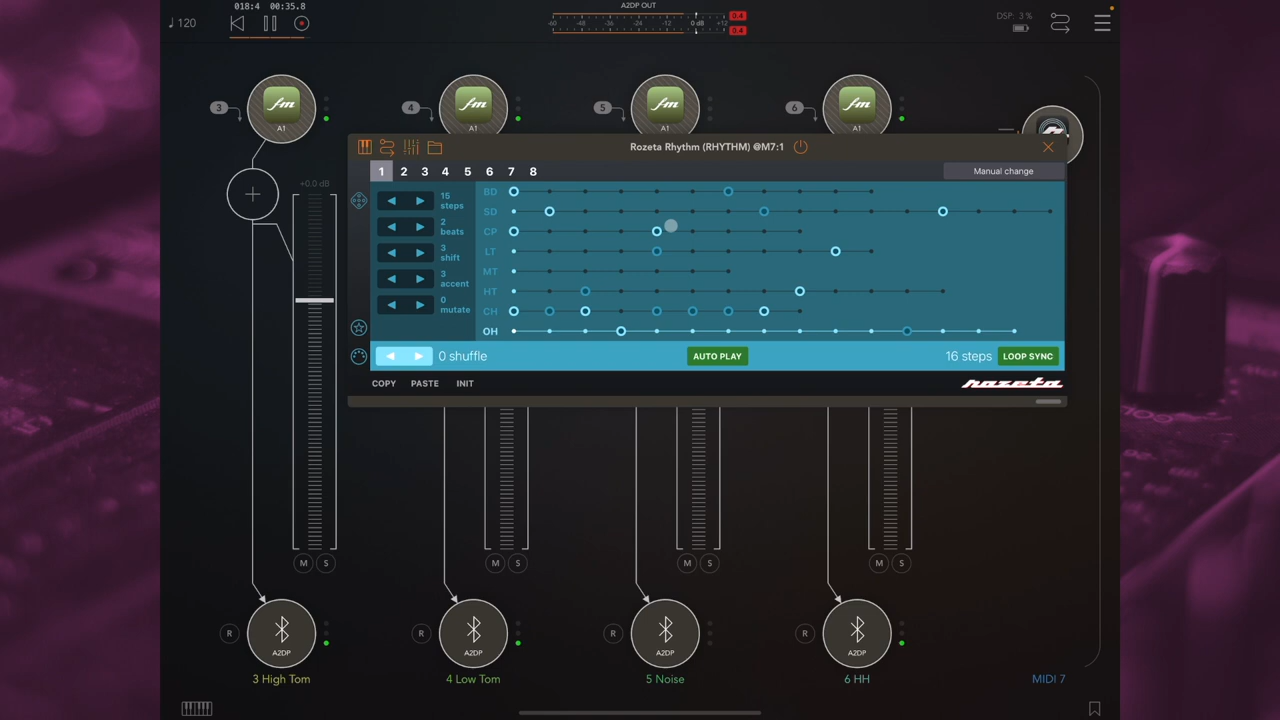 018:4 00:35.8
A2DP OUT
120
-60 -48 -36 -24 -12 0 dB +12
0.4
0.4
DSP: 3 %
3 fm A1
4 fm A1
5 fm A1
6 fm A1
+0.0 dB
Rozeta Rhythm (RHYTHM) @M7:1
1 2 3 4 5 6 7 8
Manual change
15 steps
2 beats
3 shift
3 accent
0 mutate
BD
SD
CP
LT
MT
HT
CH
OH
0 shuffle
AUTO PLAY
16 steps
LOOP SYNC
COPY PASTE INIT
rozeta
M S M S M S M S
R A2DP R A2DP R A2DP R A2DP
3 High Tom 4 Low Tom 5 Noise 6 HH MIDI 7